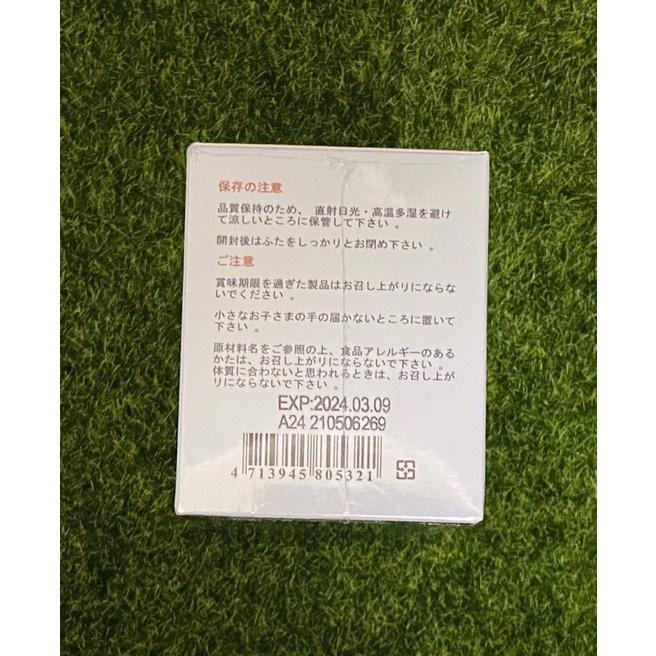 保存の注意
品質保持のため、 直射日光・高温多湿を避け
て涼しいところに保管して下さい 。
開封後はふたをしっかりとお閉め下さい 。
ご注意
賞味期限を過ぎた製品はお召し上がリにならな
いでください 。
小さなお子さまの手の届かないところに置いて
下さい 。
原材料名をご参照の上、食品アレルギーのある
かたは、お召し上がリにならないで下さい 。
体質に合わないと思われるときは、お召し上が
リにならないで下さい 。
EXP:2024.03.09
A24 210506269
4 713945 805321